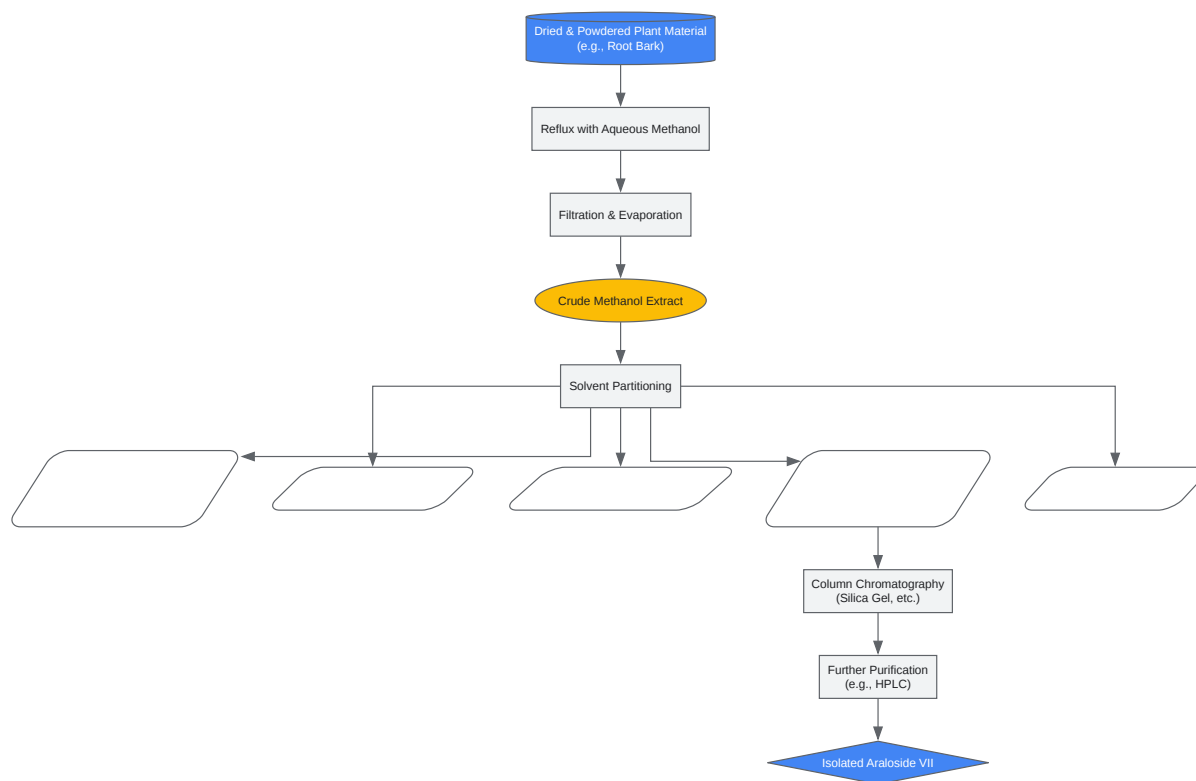 Dried & Powdered Plant Material
(e.g., Root Bark)
Reflux with Aqueous Methanol
Filtration & Evaporation
Crude Methanol Extract
Solvent Partitioning
Column Chromatography
(Silica Gel, etc.)
Further Purification
(e.g., HPLC)
Isolated Araloside VII